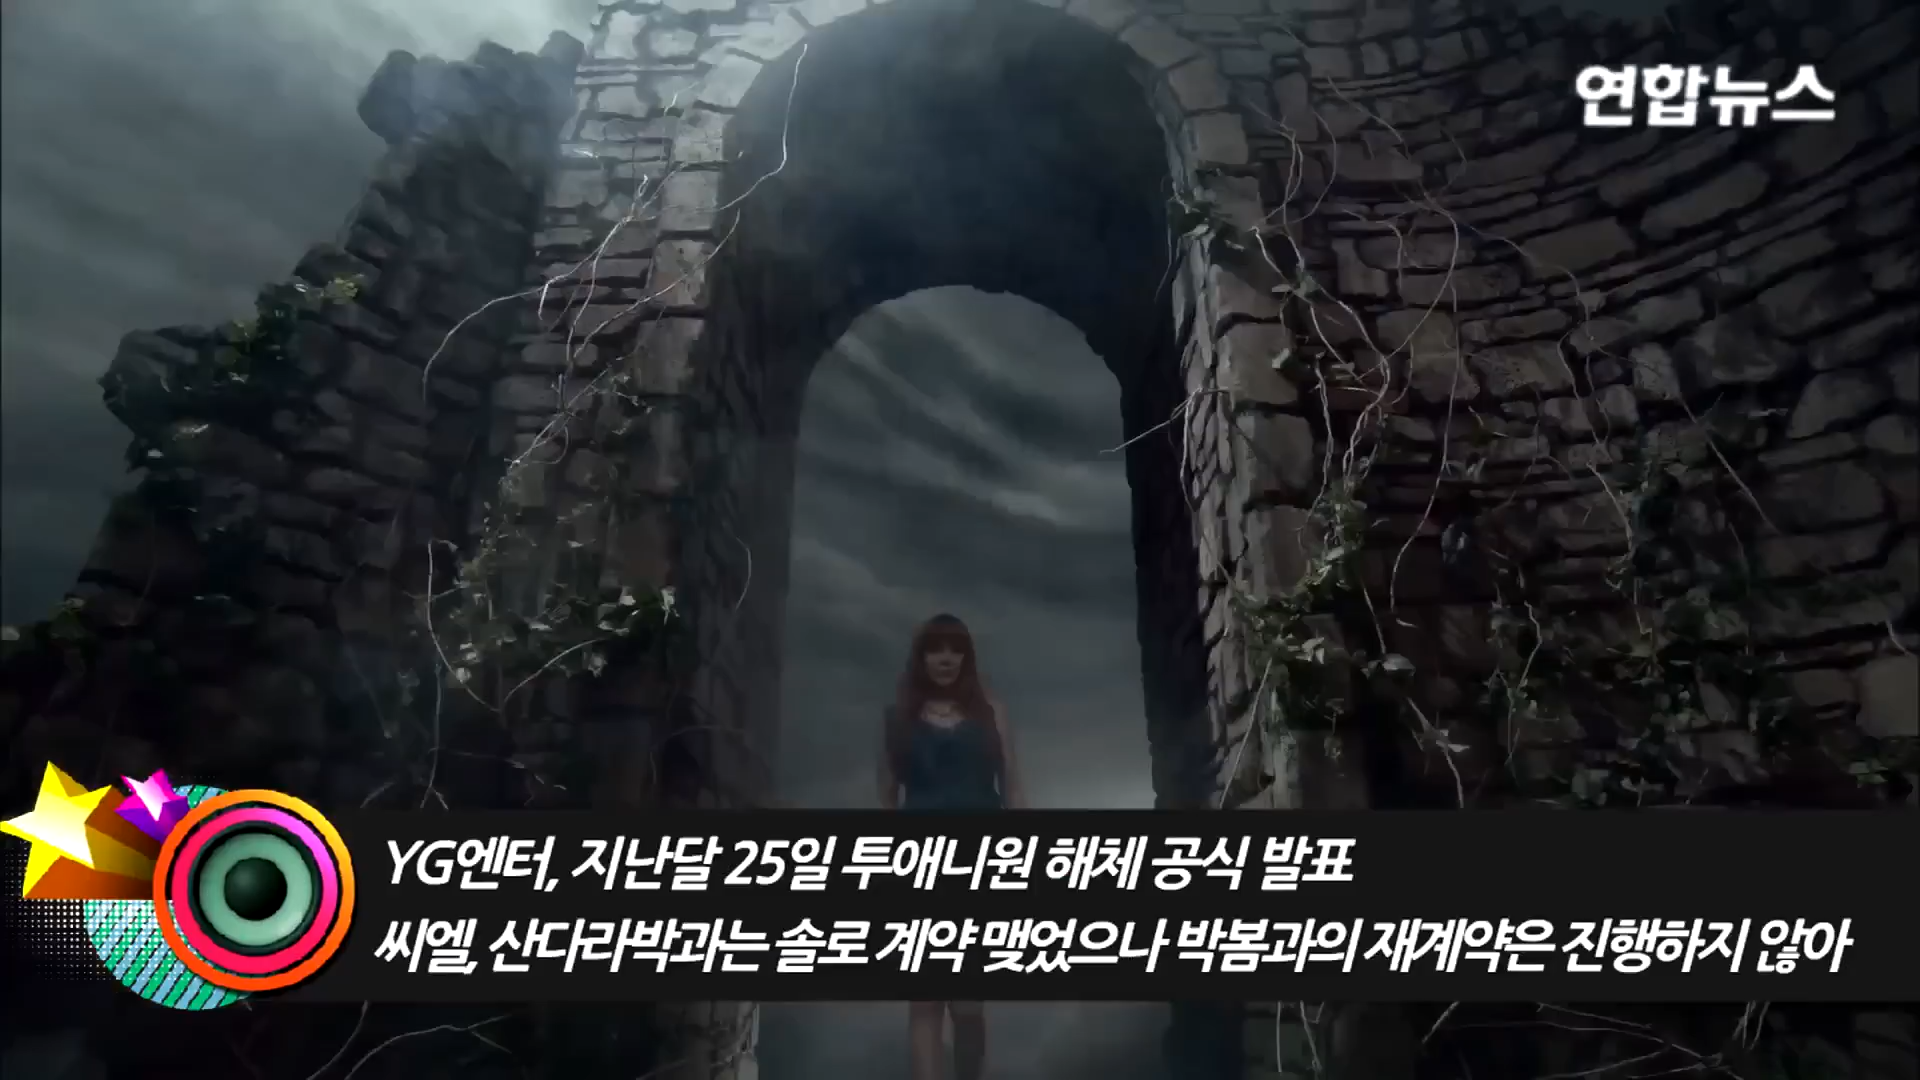 연합뉴스
YG엔터, 지난달 25일 투애니원 해체 공식 발표
씨엘, 산다라박과는 솔로 계약 맺었으나 박봄과의 재계약은 진행하지 않아